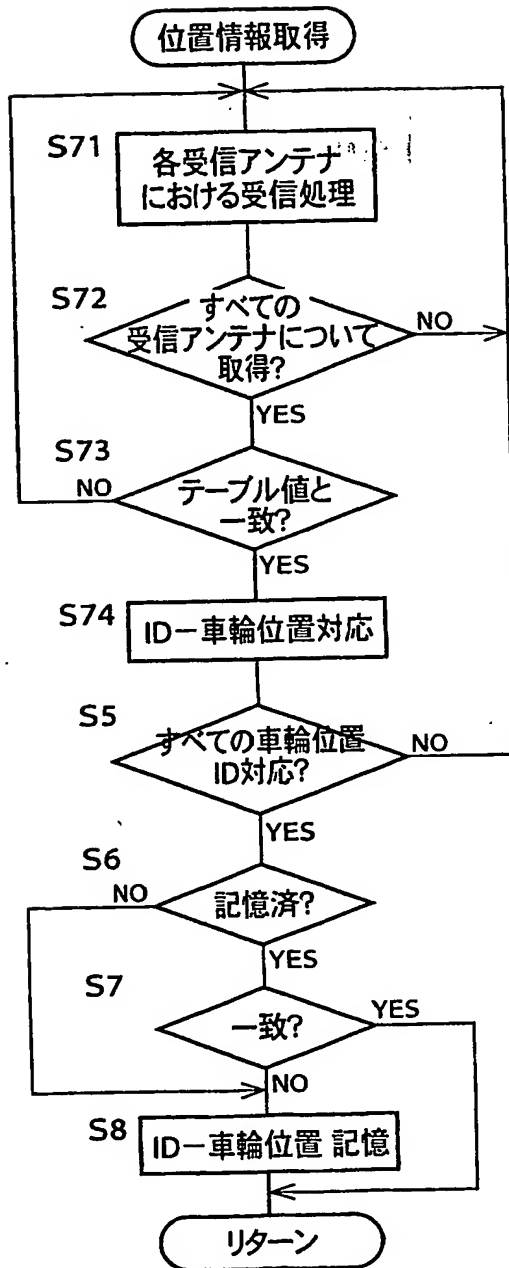 位置情報取得
S71
各受信アンテナ
における受信処理
S72
すべての
受信アンテナについて
取得?
NO
YES
S73
NO
テーブル値と
一致?
YES
S74
ID－車輪位置対応
S5
すべての車輪位置
ID対応?
NO
YES
S6
NO
記憶済?
YES
S7
一致?
YES
NO
S8
ID－車輪位置 記憶
リターン